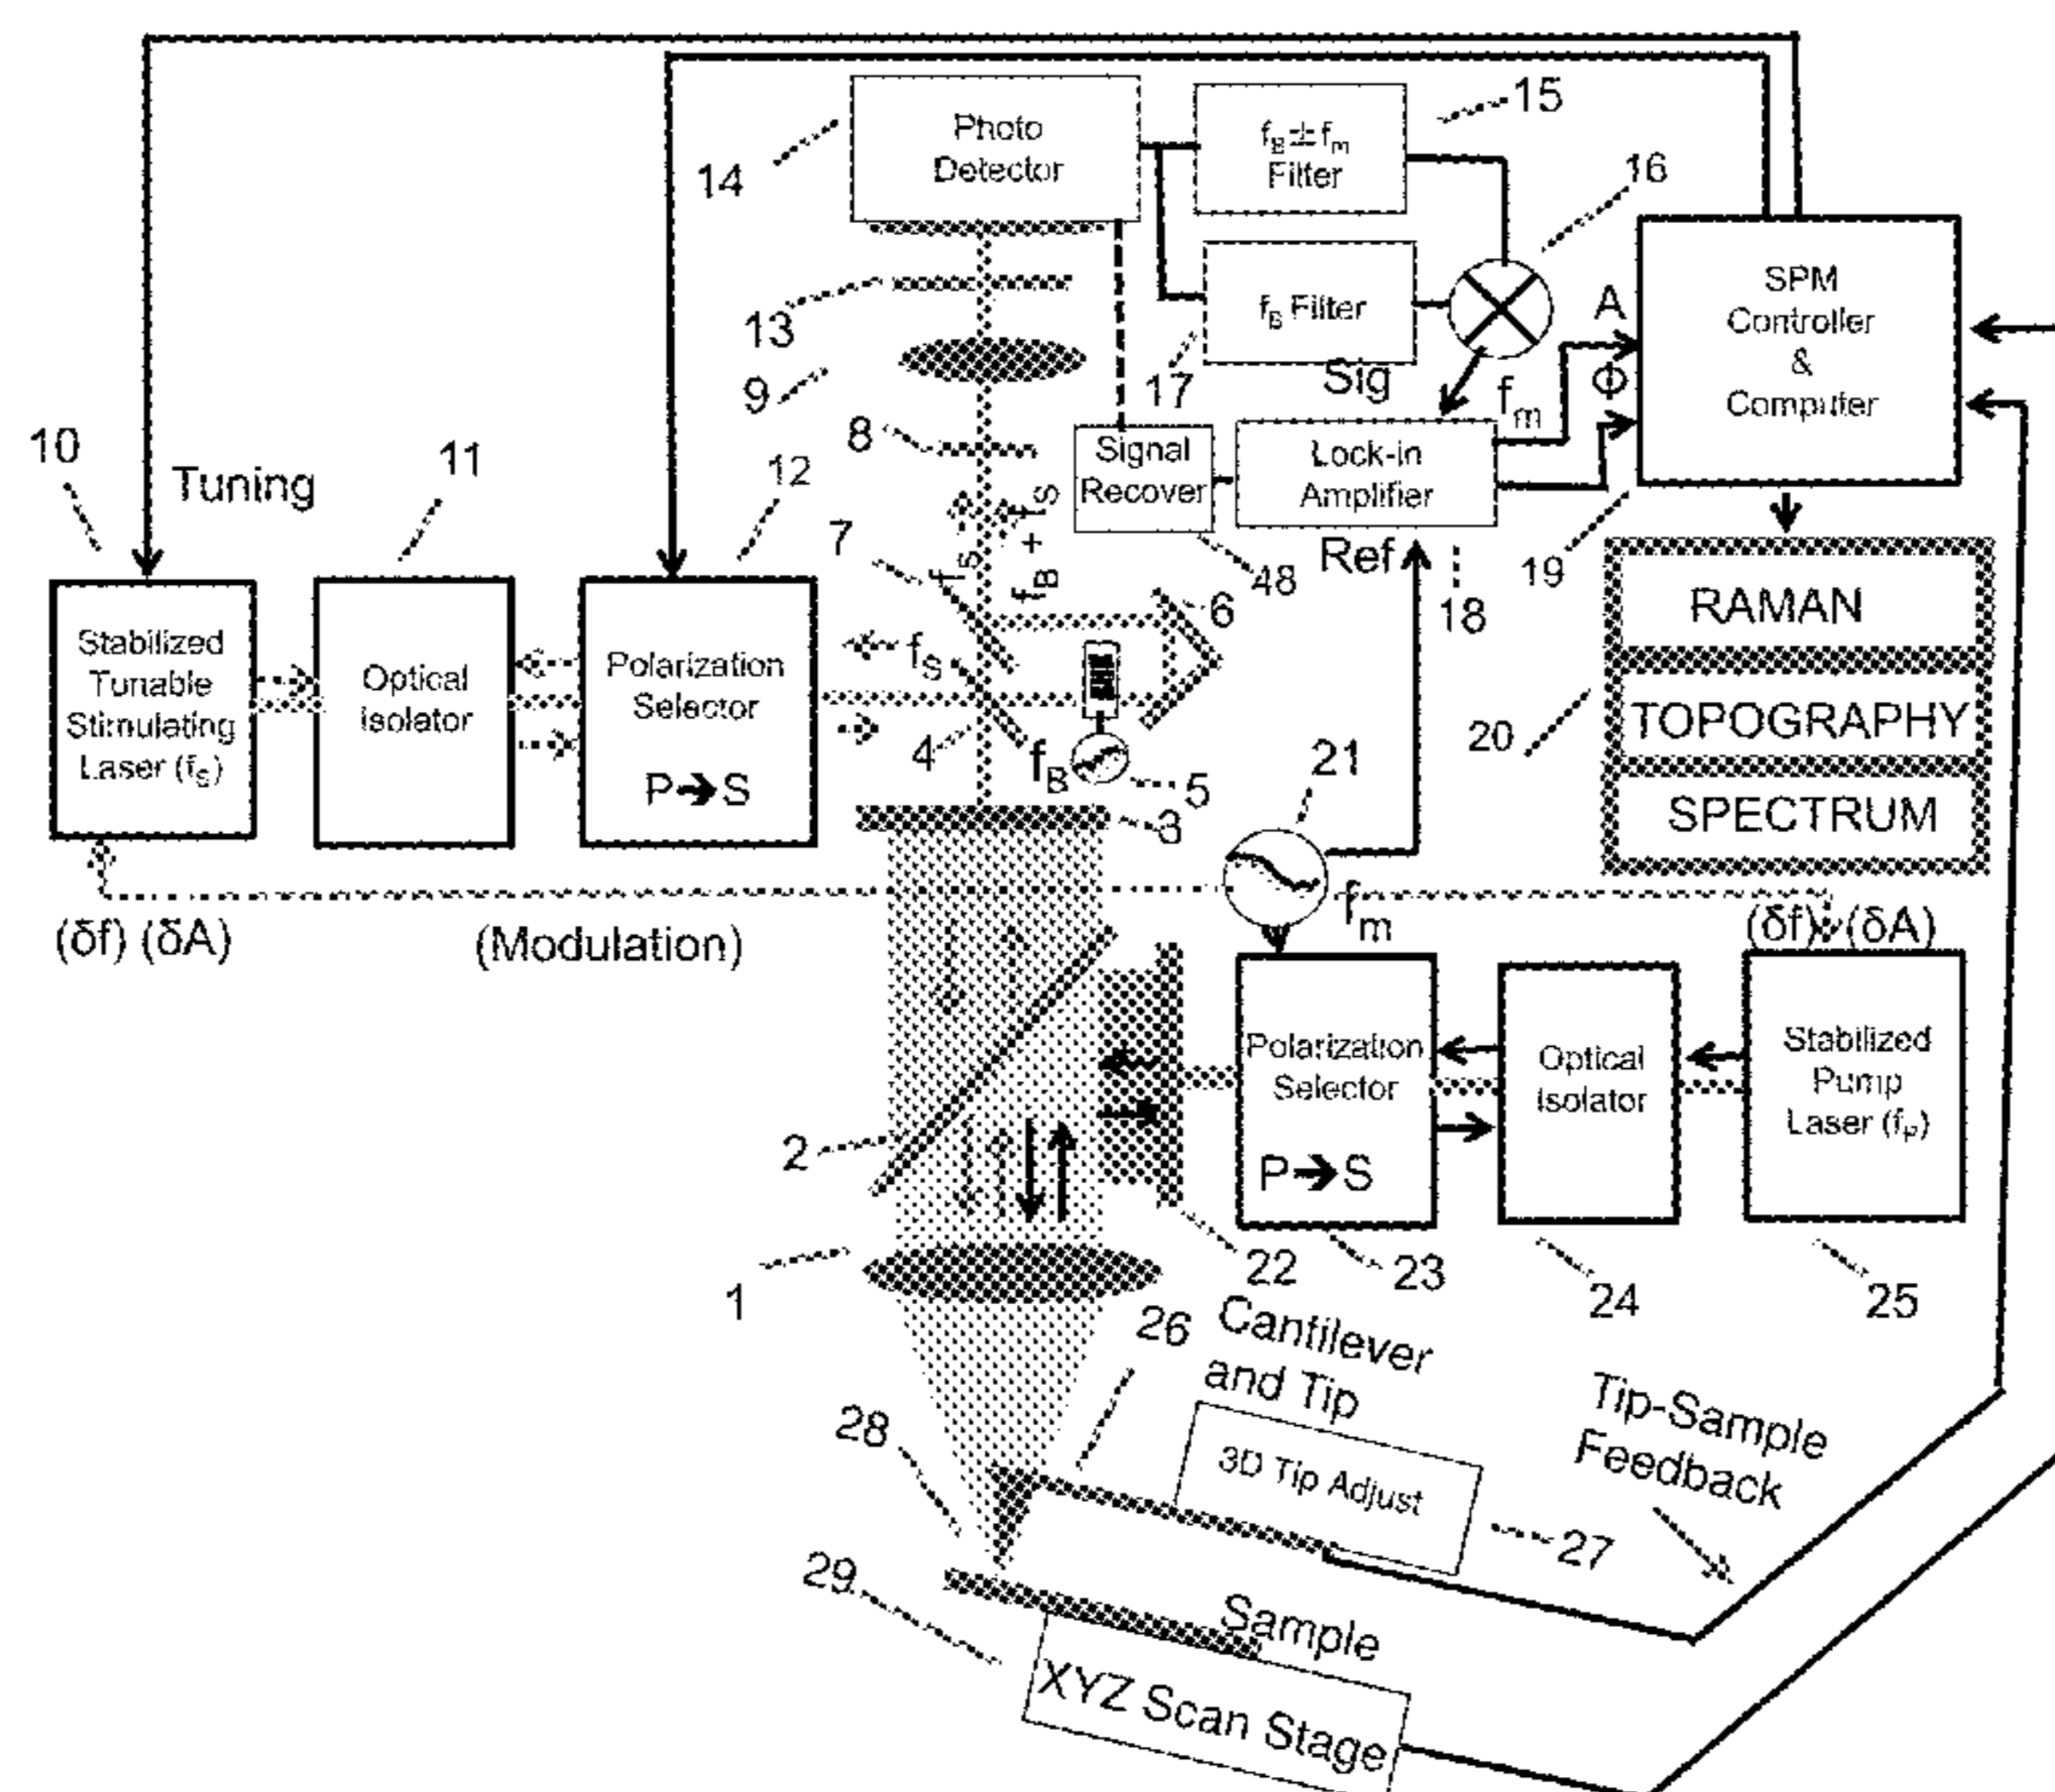 Photo
Detector
14
f_B ± f_m
Filter
15
16
13
f_B Filter
17
Sig
f_m
A
Φ
SPM
Controller
&
Computer
9
8
10
Tuning
11
12
7
f_S
f_B + f_S
Signal
Recover
48
Lock-in
Amplifier
Ref
18
19
6
Stabilized
Tunable
Stimulating
Laser (f_S)
Optical
Isolator
Polarization
Selector
P→S
f_S
4
f_B
5
3
RAMAN
TOPOGRAPHY
SPECTRUM
20
21
f_m
(δf) (δA)
(Modulation)
(δf) (δA)
2
Polarization
Selector
P→S
Optical
Isolator
Stabilized
Pump
Laser (f_P)
1
22
23
24
25
26
Cantilever
and Tip
28
3D Tip Adjust
27
Tip-Sample
Feedback
29
Sample
XYZ Scan Stage